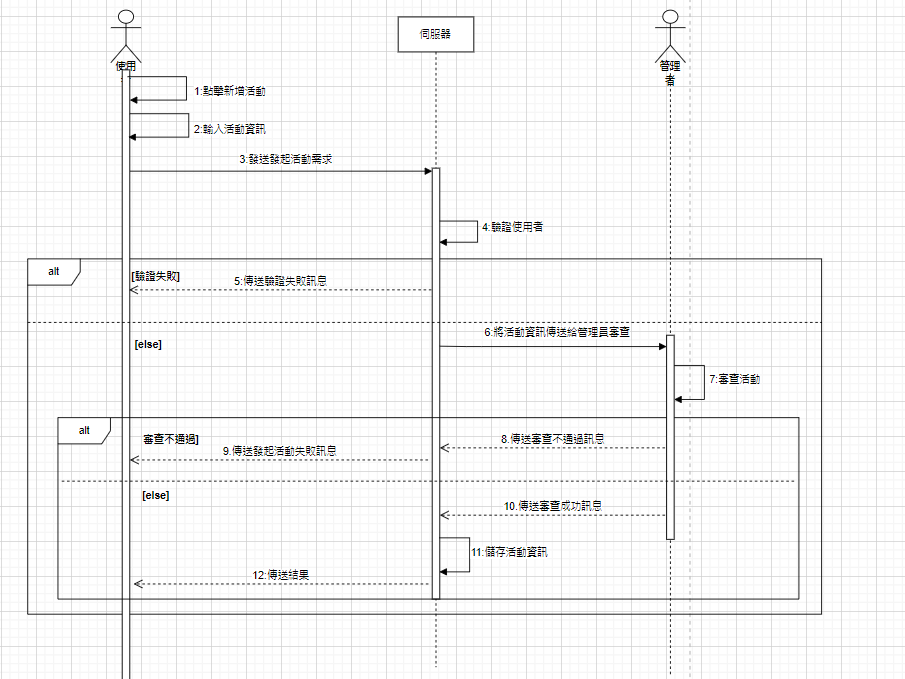 使用
伺服器
管理
者
1:點擊新增活動
2:輸入活動資訊
3:發送發起活動需求
4:驗證使用者
alt
[驗證失敗]
5:傳送驗證失敗訊息
6:將活動資訊傳送給管理員審查
[else]
7:審查活動
alt
審查不通過]
8.傳送審查不通過訊息
9.傳送發起活動失敗訊息
[else]
10.傳送審查成功訊息
11:儲存活動資訊
12:傳送結果